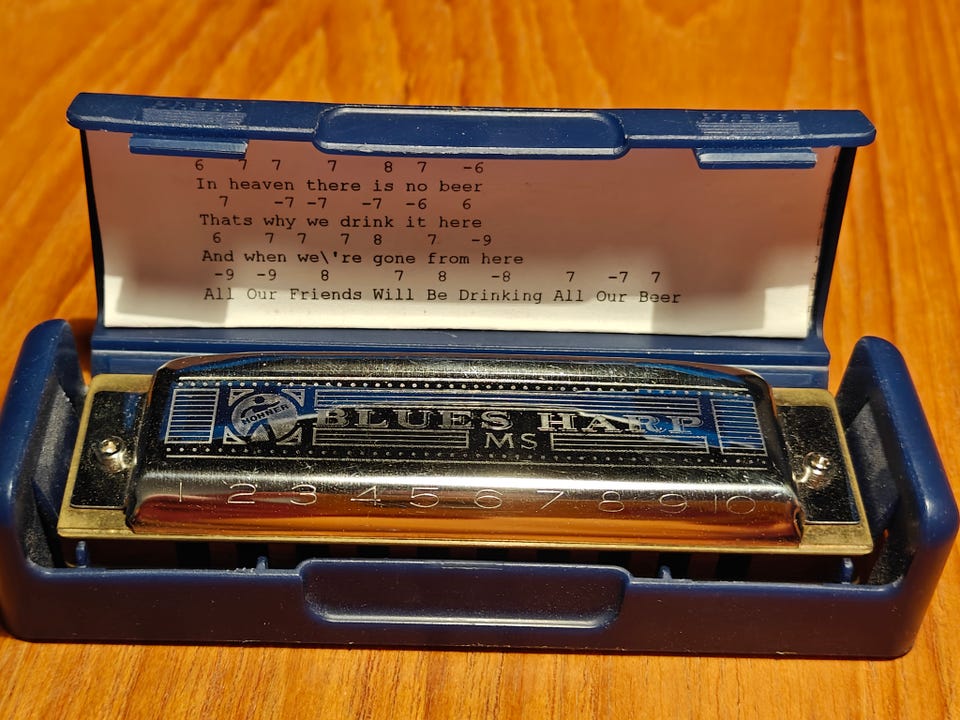 6 7 7 7 8 7 -6
In heaven there is no beer
7 -7 -7 -7 -6 6
Thats why we drink it here
6 7 7 7 8 7 -9
And when we\'re gone from here
-9 -9 8 7 8 -8 7 -7 7
All Our Friends Will Be Drinking All Our Beer
HOHNER
BLUES HARP
MS
1 2 3 4 5 6 7 8 9 10